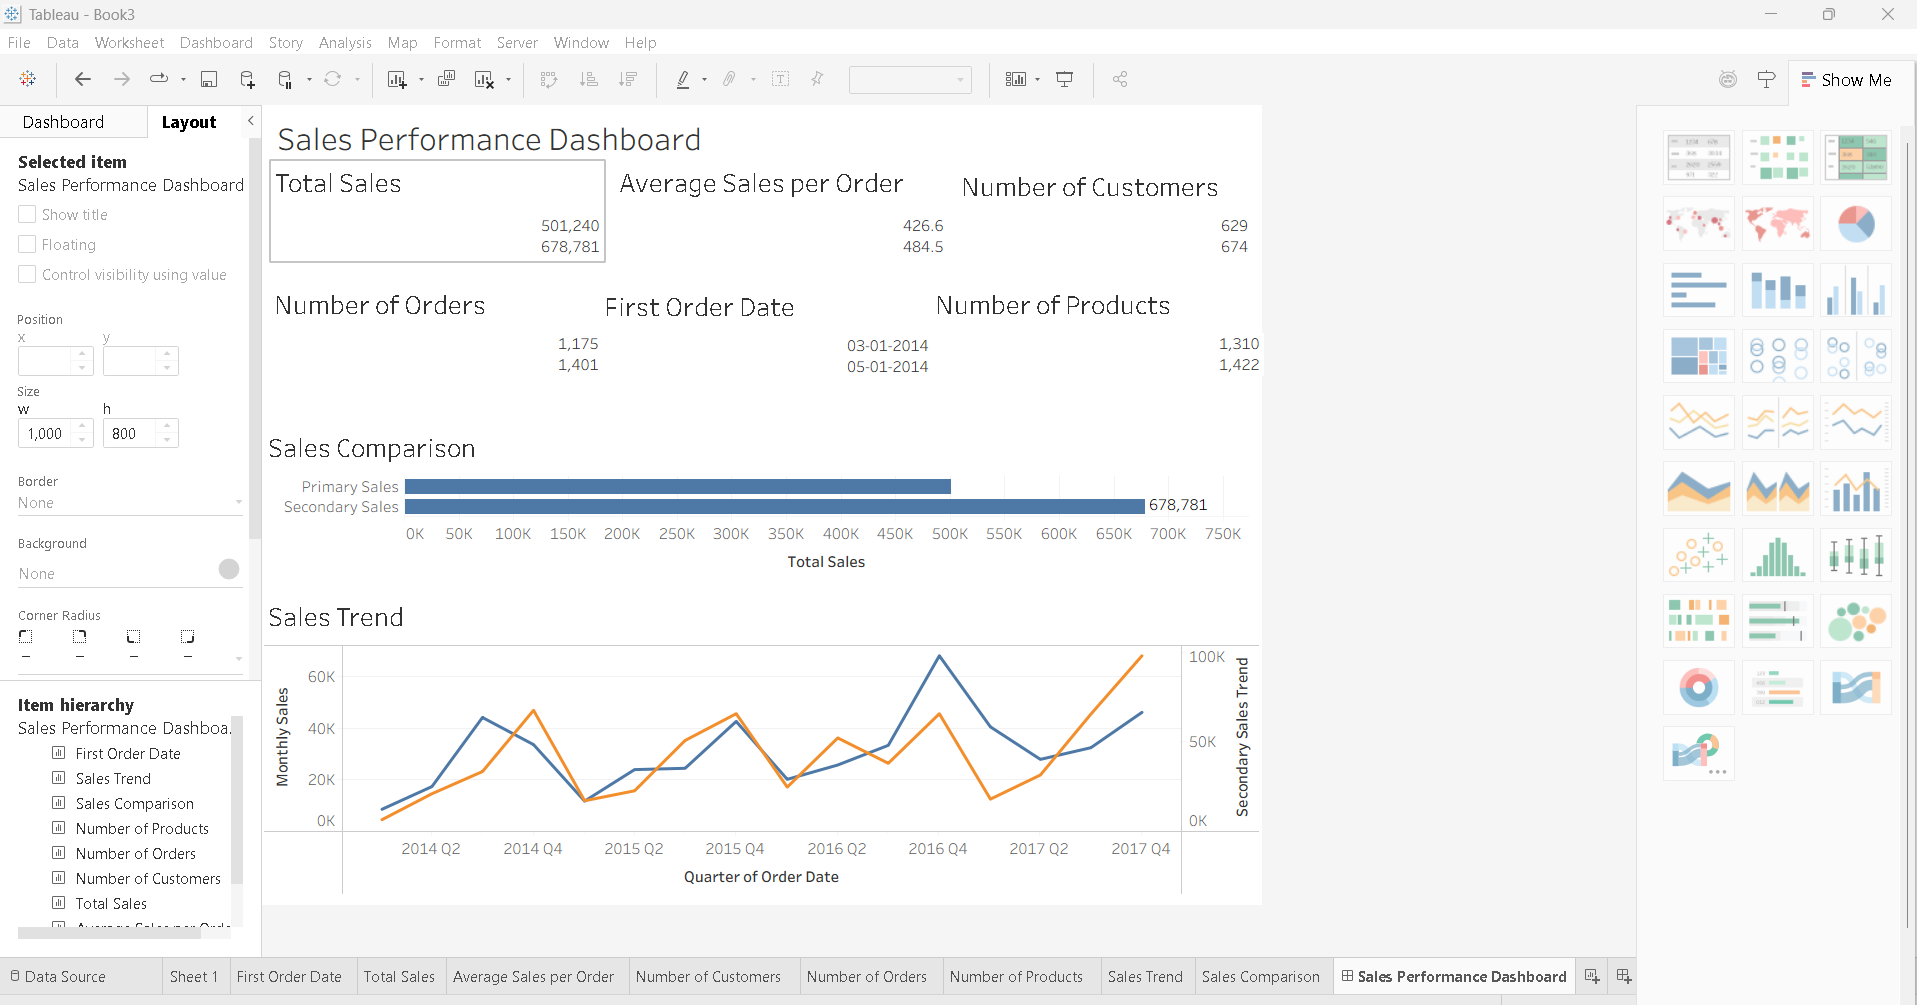 Tableau - Book3
File Data Worksheet Dashboard Story Analysis Map Format Server Window Help
Show Me
Dashboard Layout
Selected item
Sales Performance Dashboard
Show title
Floating
Control visibility using value
Position
x y
Size
w h
1,000 800
Border
None
Background
None
Corner Radius
Item hierarchy
Sales Performance Dashboa.
First Order Date
Sales Trend
Sales Comparison
Number of Products
Number of Orders
Number of Customers
Total Sales
Sales Performance Dashboard
Total Sales
501,240
678,781
Average Sales per Order
426.6
484.5
Number of Customers
629
674
Number of Orders
1,175
1,401
First Order Date
03-01-2014
05-01-2014
Number of Products
1,310
1,422
Sales Comparison
Primary Sales
Secondary Sales 678,781
0K 50K 100K 150K 200K 250K 300K 350K 400K 450K 500K 550K 600K 650K 700K 750K
Total Sales
Sales Trend
Monthly Sales
60K
40K
20K
0K
100K
50K
0K
Secondary Sales Trend
2014 Q2 2014 Q4 2015 Q2 2015 Q4 2016 Q2 2016 Q4 2017 Q2 2017 Q4
Quarter of Order Date
Data Source Sheet 1 First Order Date Total Sales Average Sales per Order Number of Customers Number of Orders Number of Products Sales Trend Sales Comparison Sales Performance Dashboard